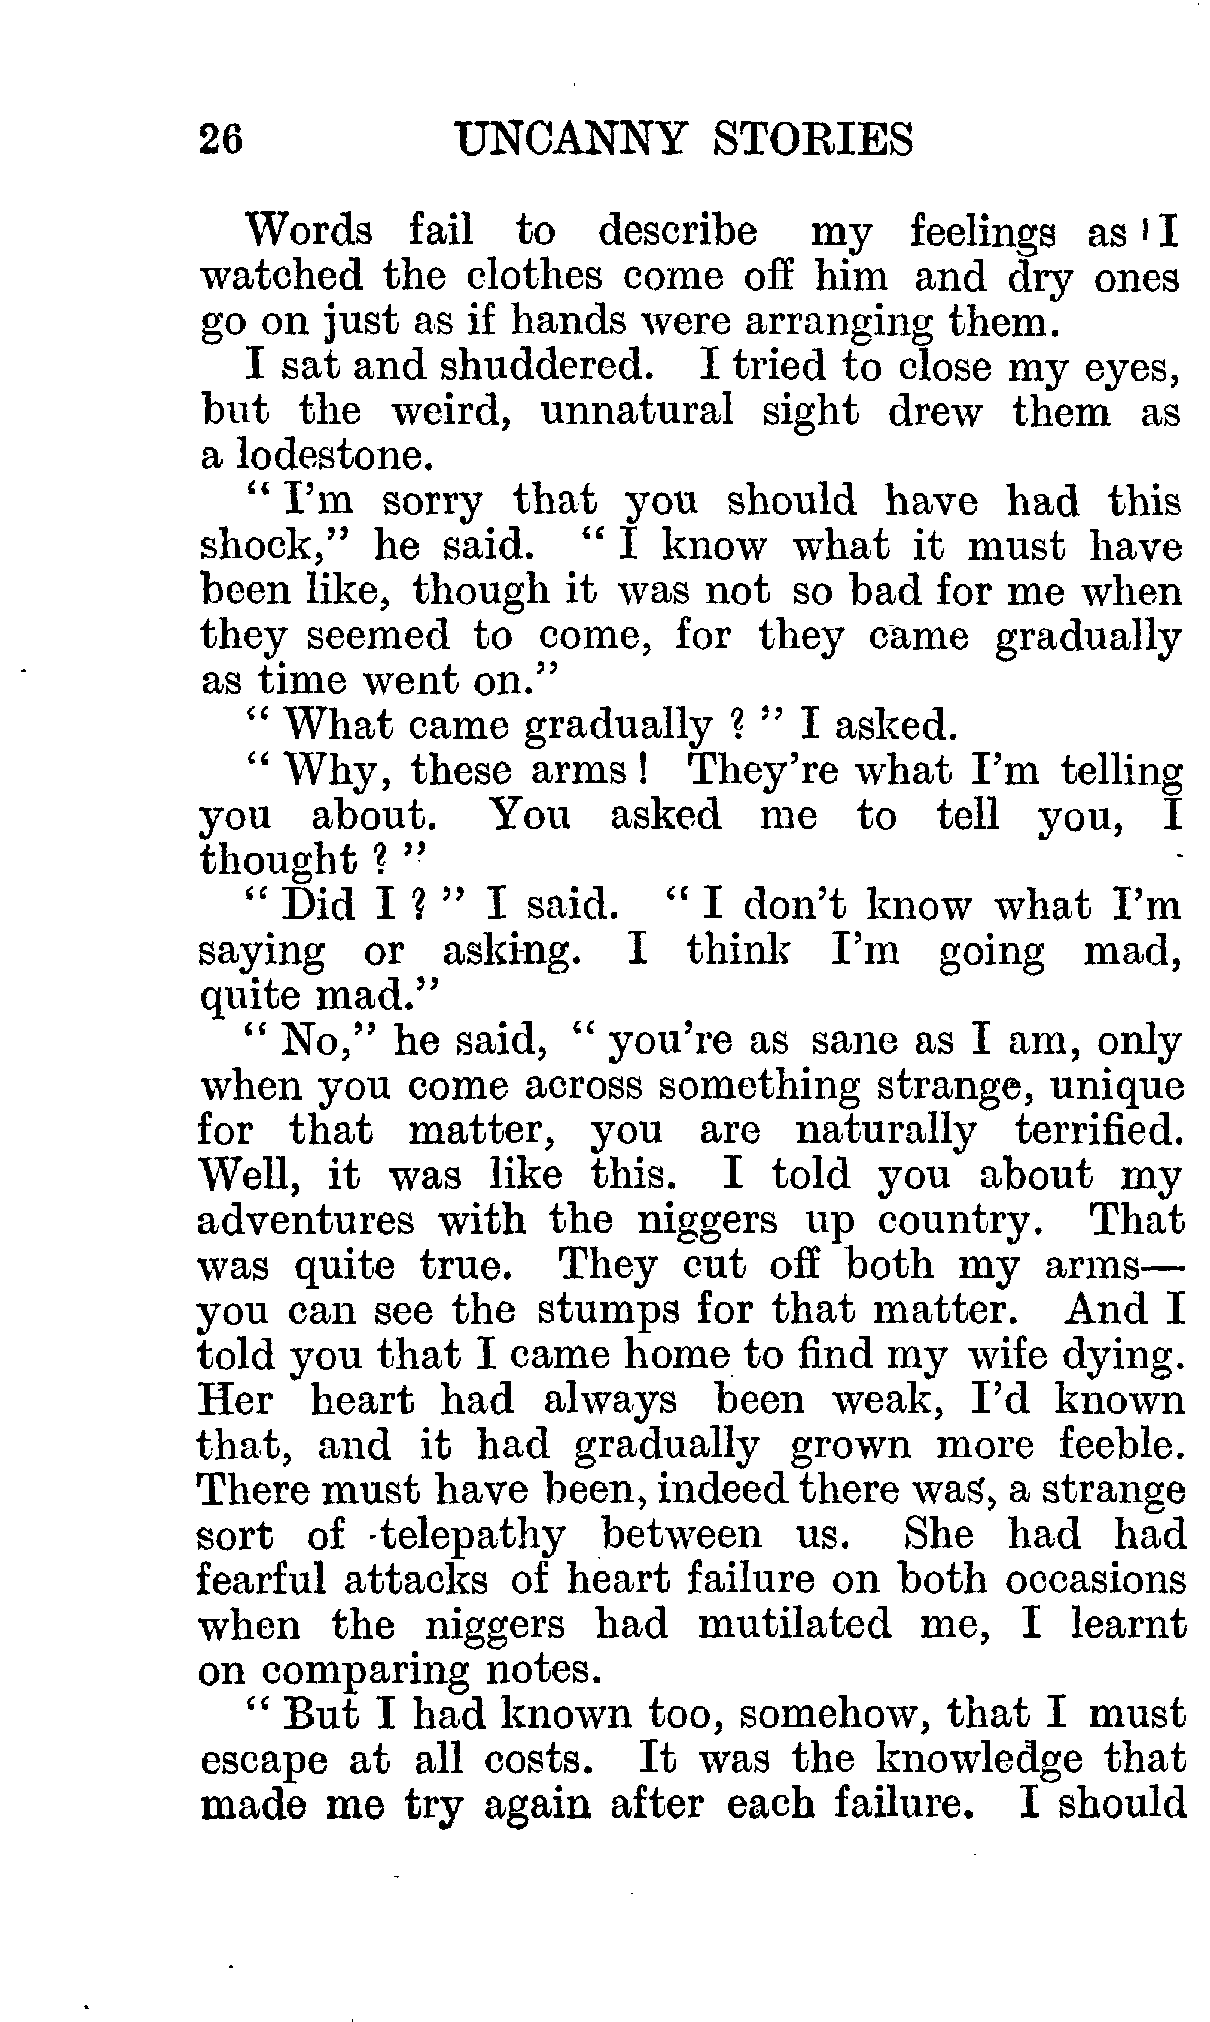 26 UNCANNY STORIES
Words fail to describe my feelings as I
watched the clothes come off him and dry ones
go on just as if hands were arranging them.
I sat and shuddered. I tried to close my eyes,
but the weird, unnatural sight drew them as
a lodestone.
“ I’m sorry that you should have had this
shock,” he said. “ I know what it must have
been like, though it was not so bad for me when
they seemed to come, for they came gradually
as time went on.”
“ What came gradually ? ” I asked.
“ Why, these arms ! They’re what I’m telling
you about. You asked me to tell you, I
thought ? ”
“ Did I ? ” I said. “ I don’t know what I’m
saying or asking. I think I’m going mad,
quite mad.”
“ No,” he said, “ you’re as sane as I am, only
when you come across something strange, unique
for that matter, you are naturally terrified.
Well, it was like this. I told you about my
adventures with the niggers up country. That
was quite true. They cut off both my arms—
you can see the stumps for that matter. And I
told you that I came home to find my wife dying.
Her heart had always been weak, I’d known
that, and it had gradually grown more feeble.
There must have been, indeed there was, a strange
sort of telepathy between us. She had had
fearful attacks of heart failure on both occasions
when the niggers had mutilated me, I learnt
on comparing notes.
“ But I had known too, somehow, that I must
escape at all costs. It was the knowledge that
made me try again after each failure. I should